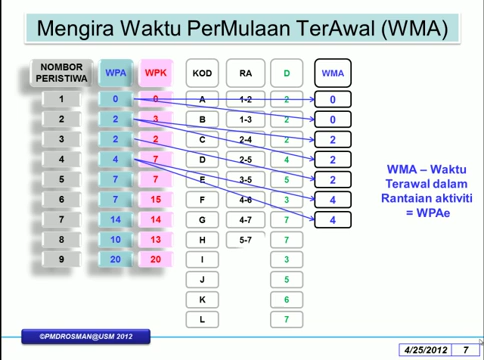 Mengira Waktu PerMulaan TerAwal (WMA)
NOMBOR PERISTIWA WPA WPK KOD RA D WMA
1 0 0 A 1-2 2 0
2 2 3 B 1-3 2 0
3 2 2 C 2-4 2 2
4 4 7 D 2-5 4 2
5 7 7 E 3-5 5 2
6 7 15 F 4-6 3 4
7 14 14 G 4-7 7 4
8 10 13 H 5-7 7
9 20 20 I 3
J 5
K 6
L 7
WMA – Waktu
Terawal dalam
Rantaian aktiviti
= WPAe
©PMDROSMAN@USM 2012
4/25/2012 7